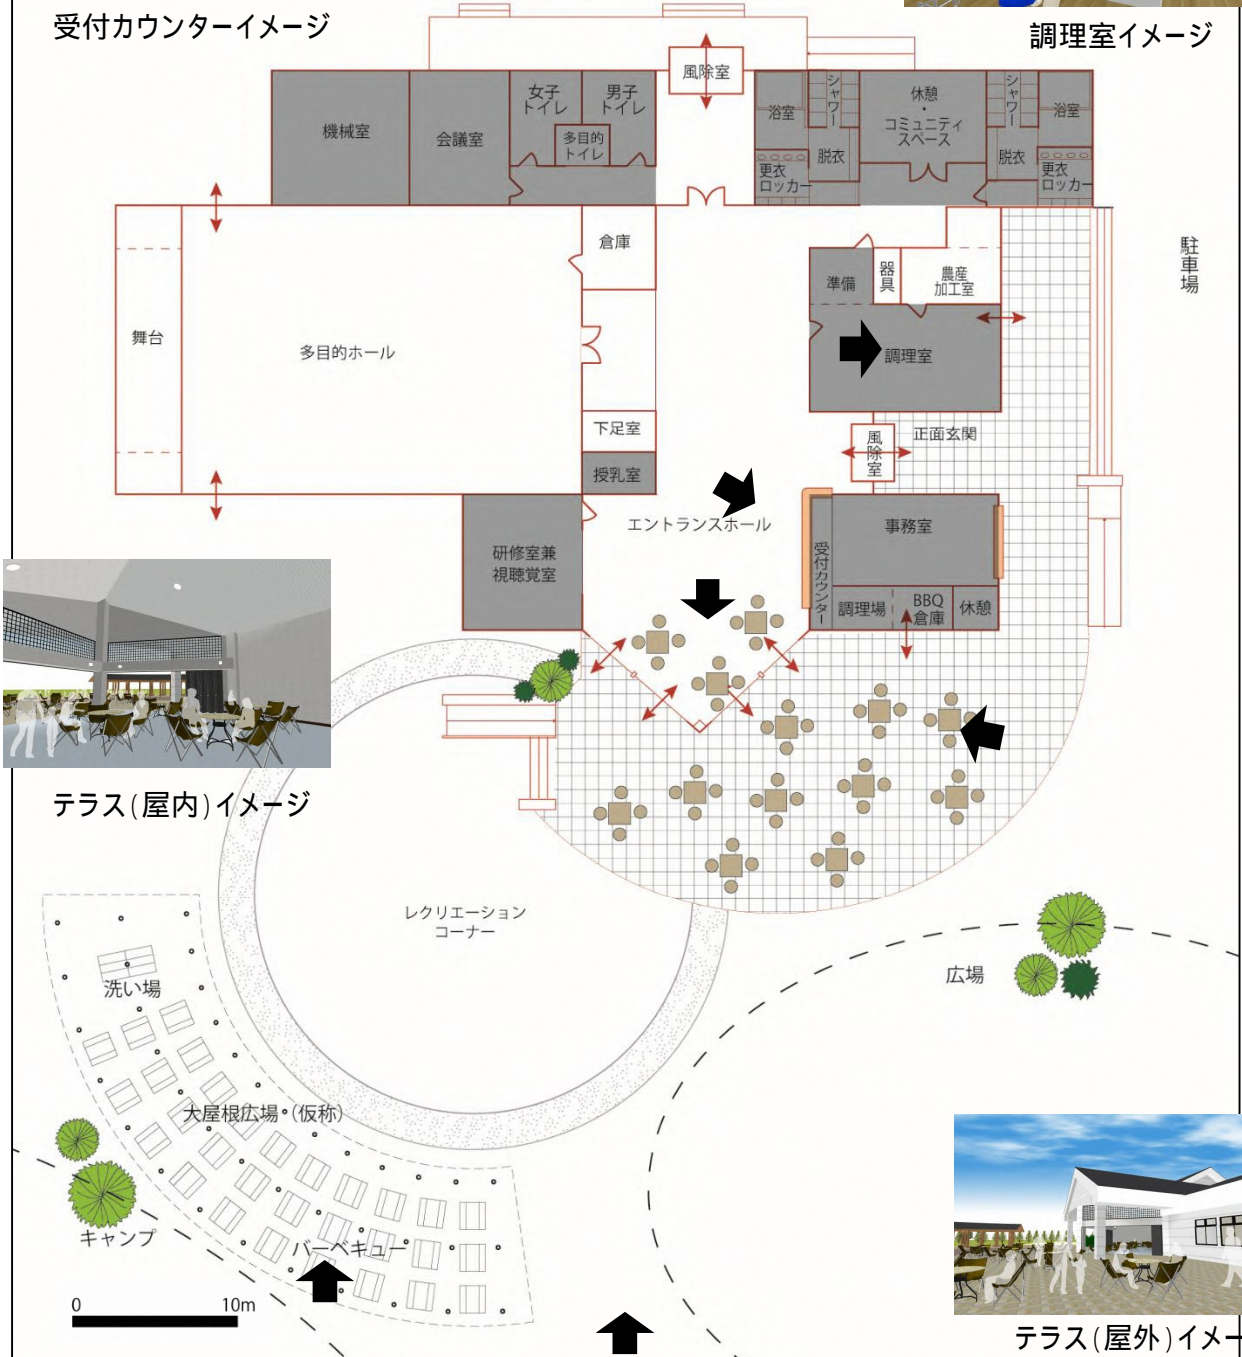 受付カウンターイメージ
調理室イメージ
風除室
機械室
会議室
女子
トイレ
男子
トイレ
多目的
トイレ
浴室
シャワー
脱衣
更衣
ロッカー
休憩
・
コミュニティ
スペース
シャワー
脱衣
浴室
更衣
ロッカー
倉庫
準備
器具
農産
加工室
駐車場
舞台
多目的ホール
調理室
下足室
風除室
正面玄関
授乳室
エントランスホール
事務室
研修室兼
視聴覚室
受付カウンター
調理場
BBQ
倉庫
休憩
テラス(屋内)イメージ
レクリエーション
コーナー
広場
洗い場
大屋根広場・(仮称)
キャンプ
バーベキュー
0 10m
テラス(屋外)イメー